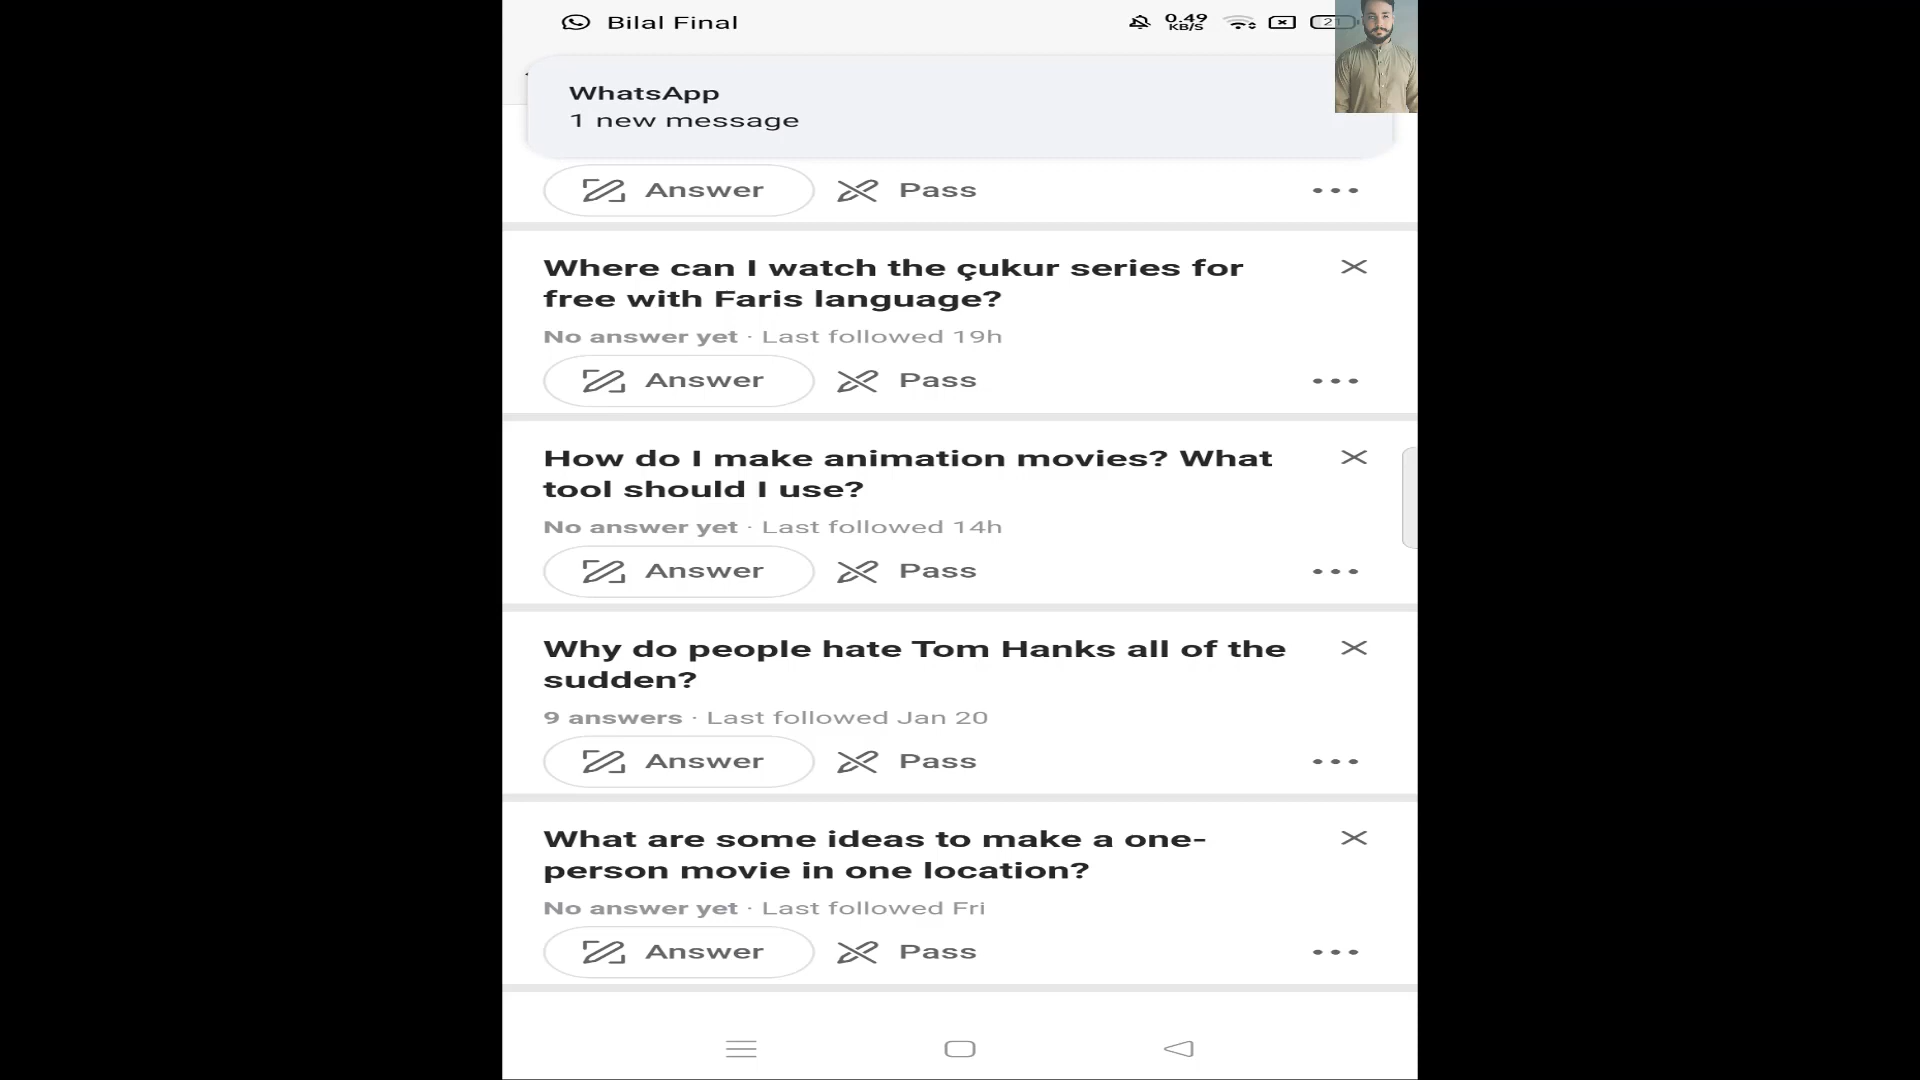 Bilal Final
0.49
KB/S
21
WhatsApp
1 new message
Answer
Pass
Where can I watch the çukur series for
free with Faris language?
No answer yet · Last followed 19h
Answer
Pass
How do I make animation movies? What
tool should I use?
No answer yet · Last followed 14h
Answer
Pass
Why do people hate Tom Hanks all of the
sudden?
9 answers · Last followed Jan 20
Answer
Pass
What are some ideas to make a one-
person movie in one location?
No answer yet · Last followed Fri
Answer
Pass